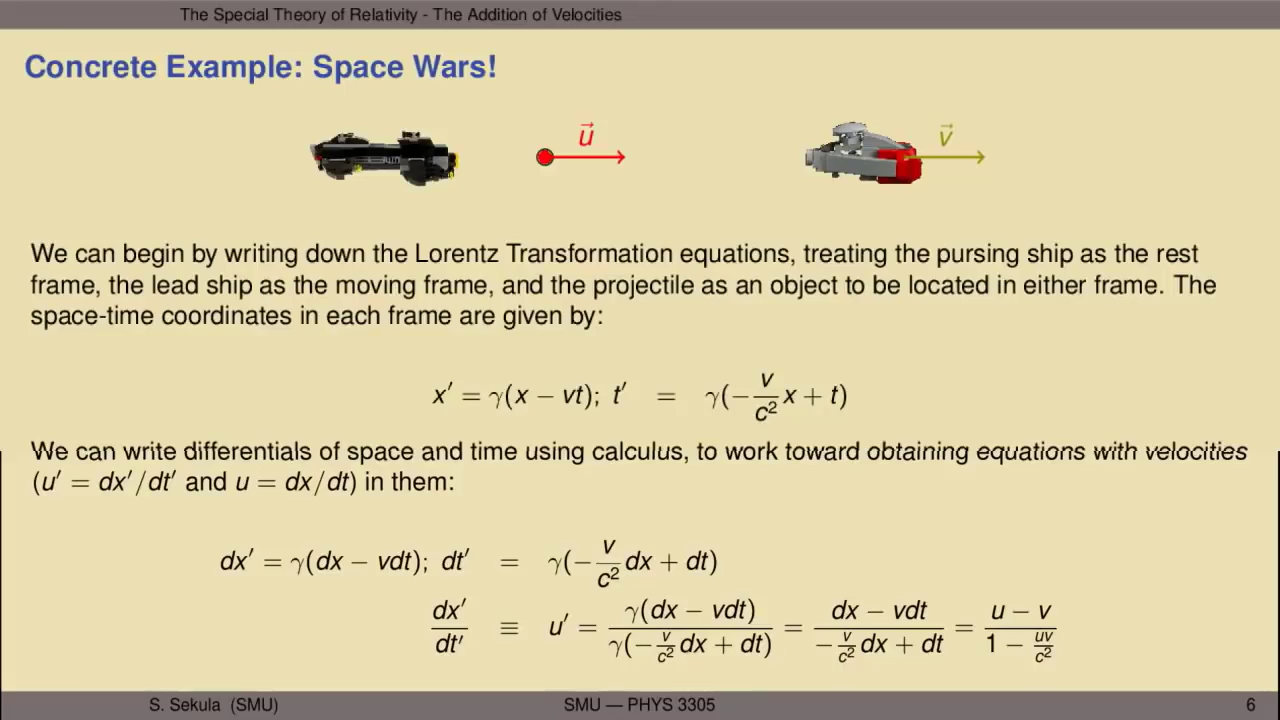 The Special Theory of Relativity - The Addition of Velocities
Concrete Example: Space Wars!
u⃗
v⃗
We can begin by writing down the Lorentz Transformation equations, treating the pursing ship as the rest
frame, the lead ship as the moving frame, and the projectile as an object to be located in either frame. The
space-time coordinates in each frame are given by:
x′ = γ(x − vt); t′ = γ(−v/c² x + t)
We can write differentials of space and time using calculus, to work toward obtaining equations with velocities
(u′ = dx′/dt′ and u = dx/dt) in them:
dx′ = γ(dx − vdt); dt′ = γ(−v/c² dx + dt)
dx′/dt′ ≡ u′ = γ(dx − vdt)/γ(−v/c² dx + dt) = (dx − vdt)/(−v/c² dx + dt) = (u − v)/(1 − uv/c²)
S. Sekula (SMU)
SMU — PHYS 3305
6